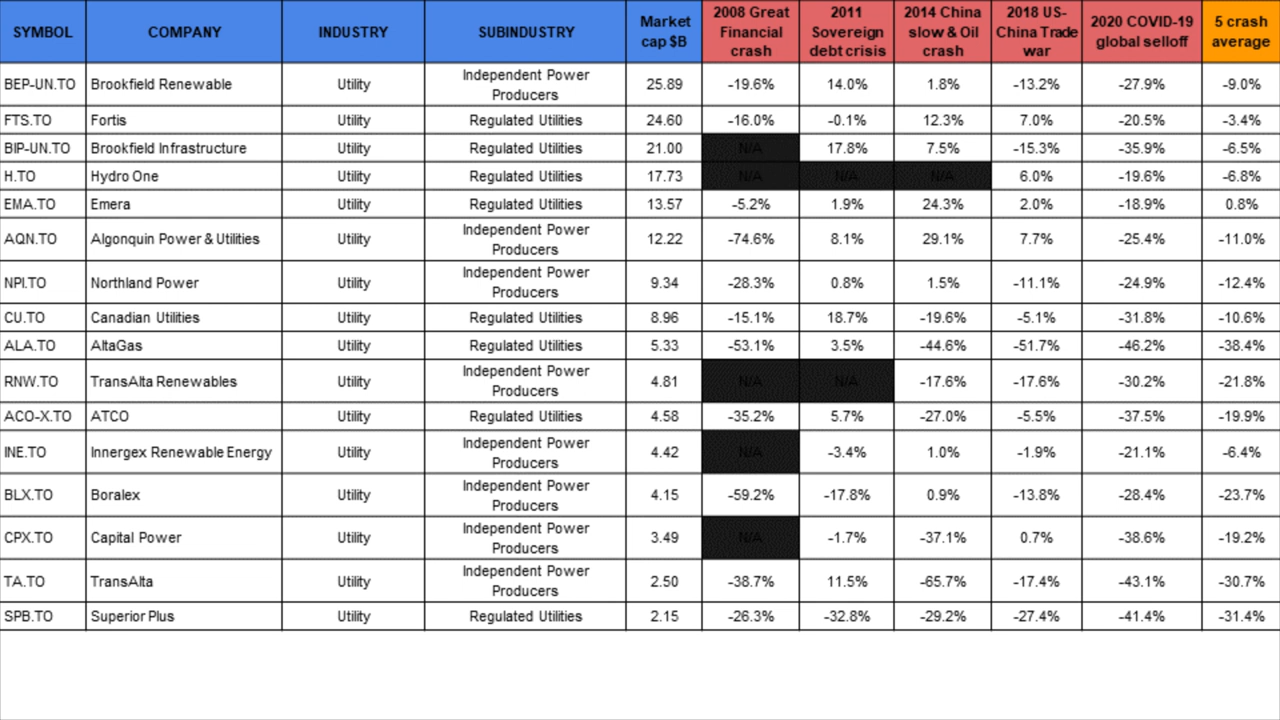 SYMBOL COMPANY INDUSTRY SUBINDUSTRY Market cap $B 2008 Great Financial crash 2011 Sovereign debt crisis 2014 China slow & Oil crash 2018 US-China Trade war 2020 COVID-19 global selloff 5 crash average
BEP-UN.TO Brookfield Renewable Utility Independent Power Producers 25.89 -19.6% 14.0% 1.8% -13.2% -27.9% -9.0%
FTS.TO Fortis Utility Regulated Utilities 24.60 -16.0% -0.1% 12.3% 7.0% -20.5% -3.4%
BIP-UN.TO Brookfield Infrastructure Utility Regulated Utilities 21.00 N/A 17.8% 7.5% -15.3% -35.9% -6.5%
H.TO Hydro One Utility Regulated Utilities 17.73 N/A N/A N/A 6.0% -19.6% -6.8%
EMA.TO Emera Utility Regulated Utilities 13.57 -5.2% 1.9% 24.3% 2.0% -18.9% 0.8%
AQN.TO Algonquin Power & Utilities Utility Independent Power Producers 12.22 -74.6% 8.1% 29.1% 7.7% -25.4% -11.0%
NPI.TO Northland Power Utility Independent Power Producers 9.34 -28.3% 0.8% 1.5% -11.1% -24.9% -12.4%
CU.TO Canadian Utilities Utility Regulated Utilities 8.96 -15.1% 18.7% -19.6% -5.1% -31.8% -10.6%
ALA.TO AltaGas Utility Regulated Utilities 5.33 -53.1% 3.5% -44.6% -51.7% -46.2% -38.4%
RNW.TO TransAlta Renewables Utility Independent Power Producers 4.81 N/A N/A -17.6% -17.6% -30.2% -21.8%
ACO-X.TO ATCO Utility Regulated Utilities 4.58 -35.2% 5.7% -27.0% -5.5% -37.5% -19.9%
INE.TO Innergex Renewable Energy Utility Independent Power Producers 4.42 N/A -3.4% 1.0% -1.9% -21.1% -6.4%
BLX.TO Boralex Utility Independent Power Producers 4.15 -59.2% -17.8% 0.9% -13.8% -28.4% -23.7%
CPX.TO Capital Power Utility Independent Power Producers 3.49 N/A -1.7% -37.1% 0.7% -38.6% -19.2%
TA.TO TransAlta Utility Independent Power Producers 2.50 -38.7% 11.5% -65.7% -17.4% -43.1% -30.7%
SPB.TO Superior Plus Utility Regulated Utilities 2.15 -26.3% -32.8% -29.2% -27.4% -41.4% -31.4%